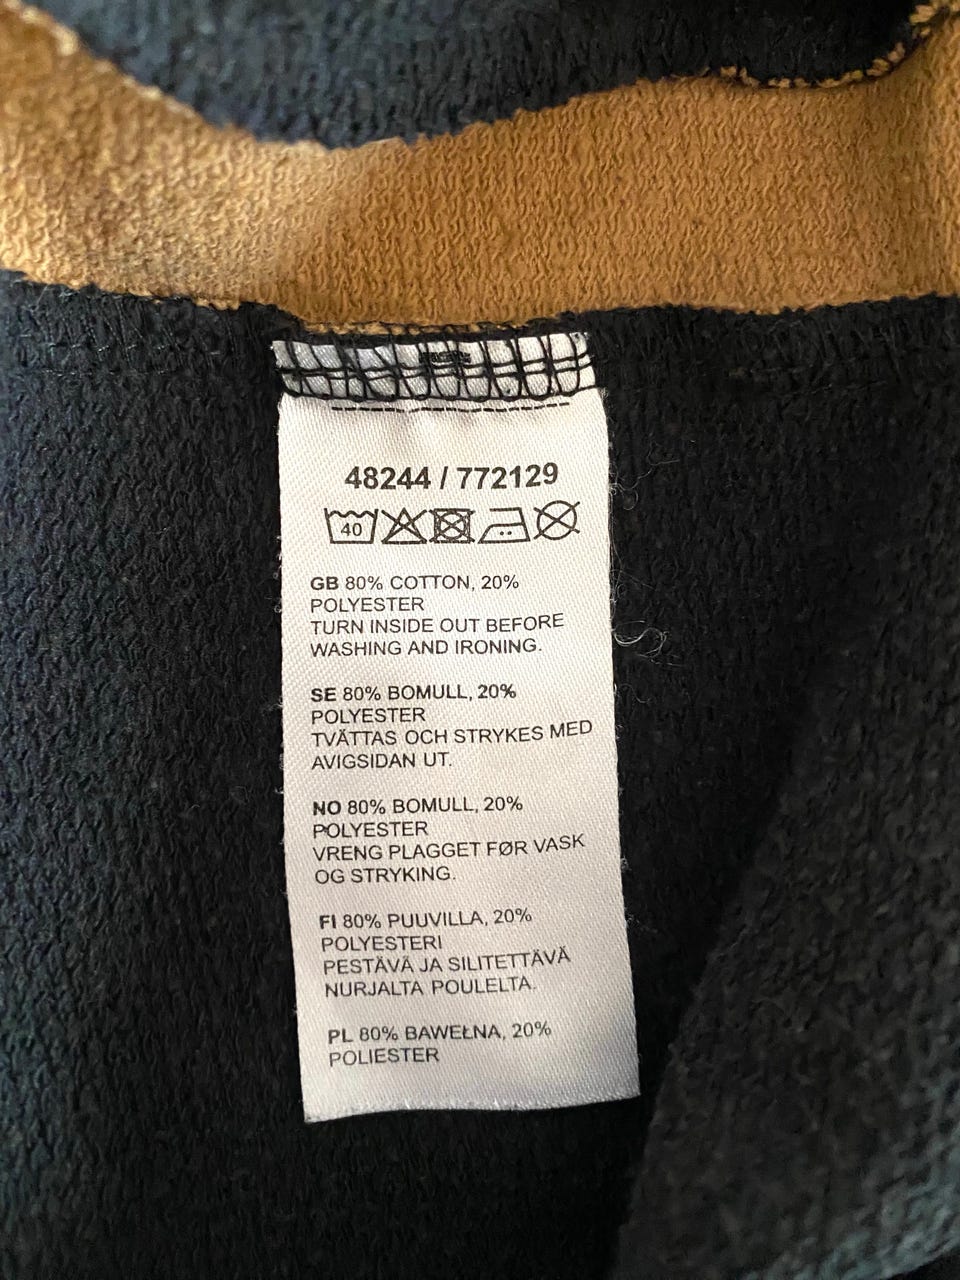 48244 / 772129
40
GB 80% COTTON, 20%
POLYESTER
TURN INSIDE OUT BEFORE
WASHING AND IRONING.
SE 80% BOMULL, 20%
POLYESTER
TVÄTTAS OCH STRYKES MED
AVIGSIDAN UT.
NO 80% BOMULL, 20%
POLYESTER
VRENG PLAGGET FØR VASK
OG STRYKING.
FI 80% PUUVILLA, 20%
POLYESTERI
PESTÄVÄ JA SILITETTÄVÄ
NURJALTA POULELTA.
PL 80% BAWEŁNA, 20%
POLIESTER